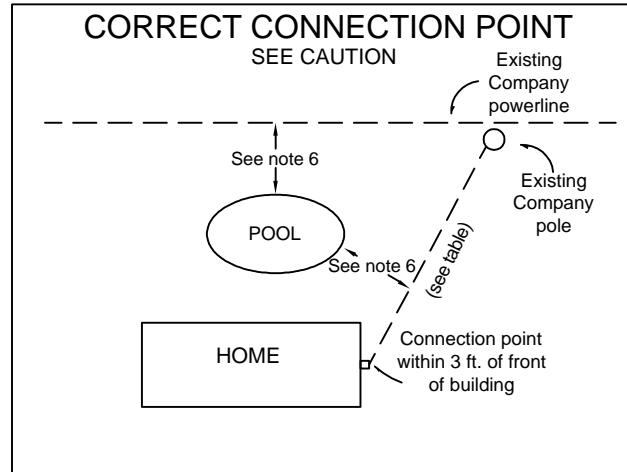 CORRECT CONNECTION POINT
SEE CAUTION
Existing
Company
powerline
See note 6
Existing
Company
pole
POOL
See note 6
(see table)
HOME
Connection point
within 3 ft. of front
of building